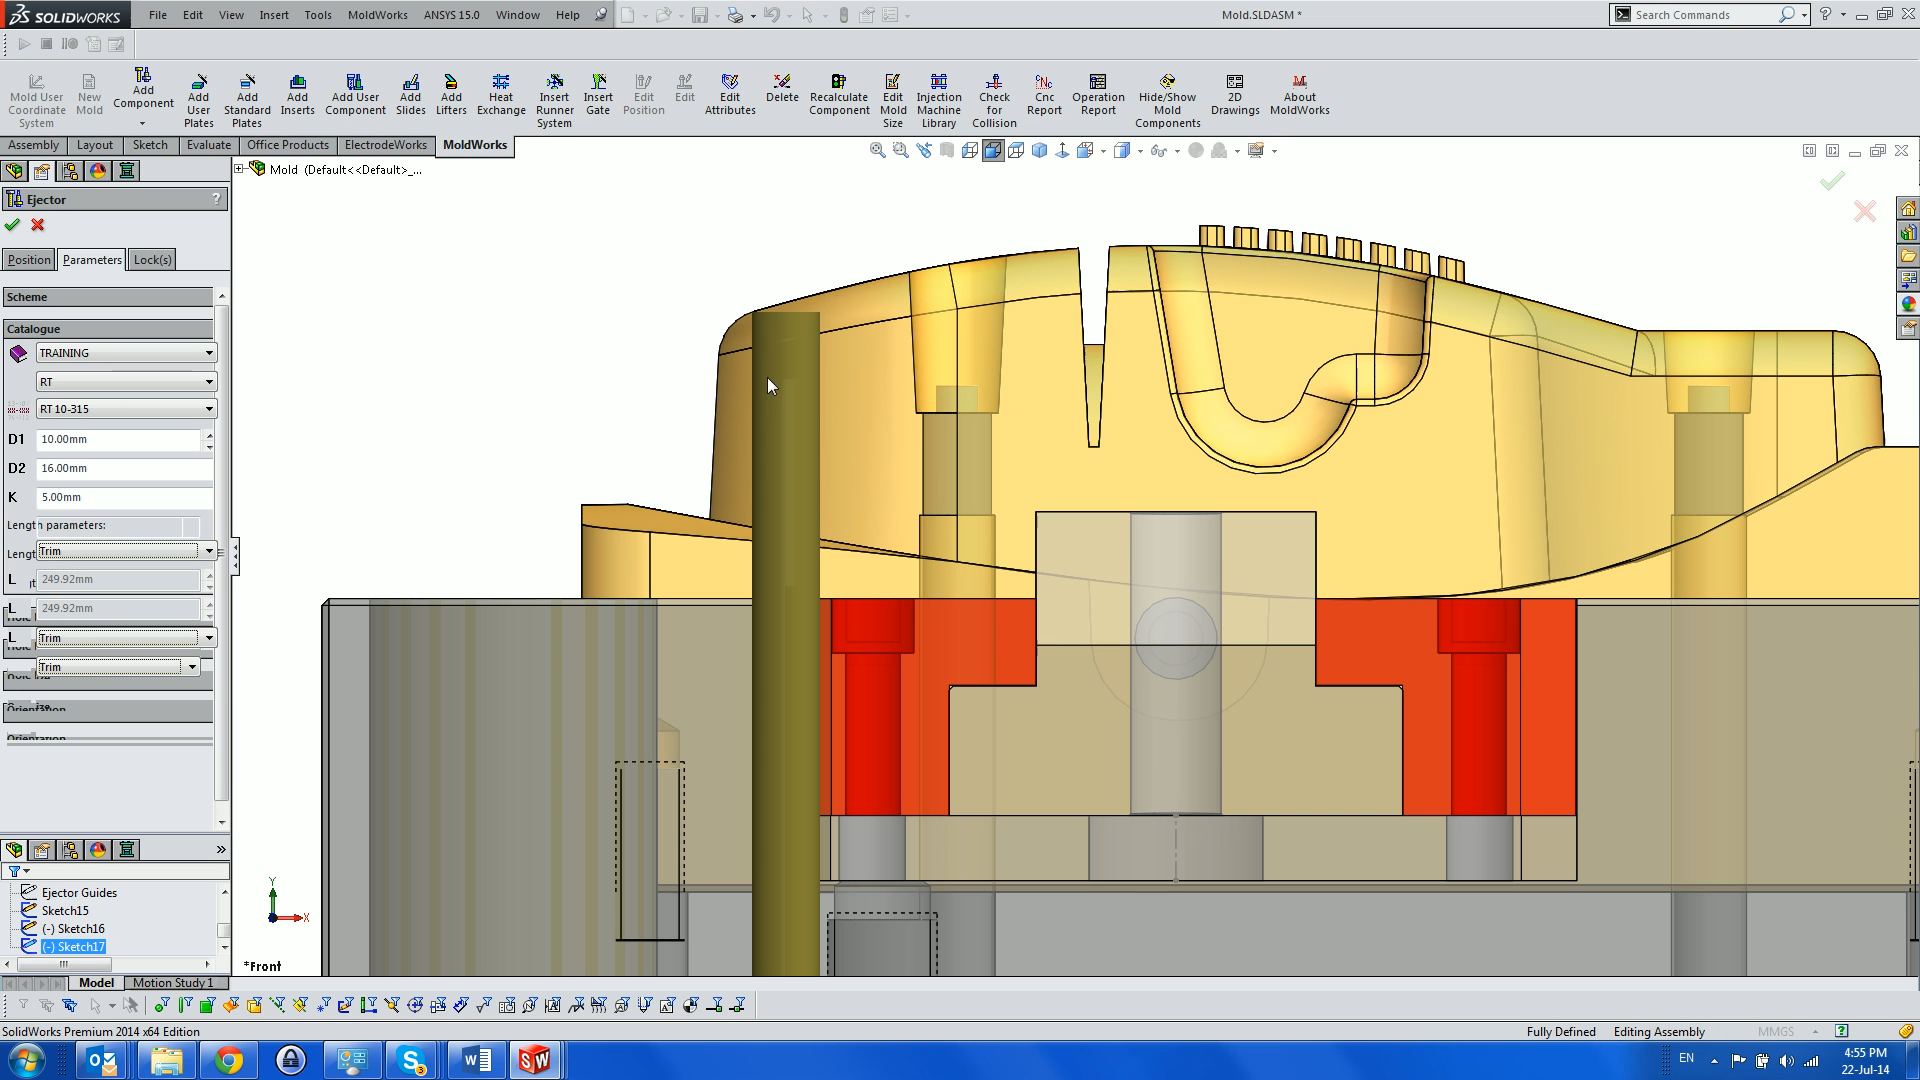 SOLIDWORKS File Edit View Insert Tools MoldWorks ANSYS 15.0 Window Help Mold.SLDASM * Search Commands
Mold User Coordinate System
New Mold
Add Component
Add User Plates
Add Standard Plates
Add Inserts
Add User Component
Add Slides
Add Lifters
Heat Exchange
Insert Runner System
Insert Gate
Edit Position
Edit
Edit Attributes
Delete
Recalculate Component
Edit Mold Size
Injection Machine Library
Check for Collision
Cnc Report
Operation Report
Hide/Show Mold Components
2D Drawings
About MoldWorks
Assembly Layout Sketch Evaluate Office Products ElectrodeWorks MoldWorks
Mold (Default<<Default>_...
Ejector ?
Position Parameters Lock(s)
Scheme
Catalogue
TRAINING
RT
RT 10-315
D1 10.00mm
D2 16.00mm
K 5.00mm
Length parameters:
Lengt Trim
L 249.92mm
L 249.92mm
L Trim
Trim
Orientation
Ejector Guides
Sketch15
(-) Sketch16
(-) Sketch17
Y
X
*Front
Model Motion Study 1
SolidWorks Premium 2014 x64 Edition Fully Defined Editing Assembly MMGS
EN 4:55 PM
22-Jul-14